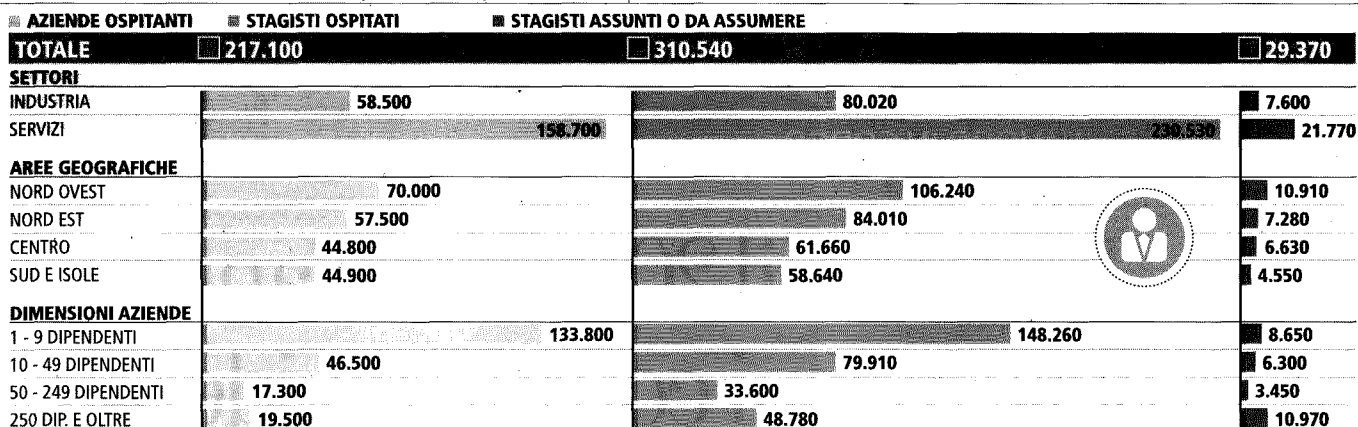 AZIENDE OSPITANTI STAGISTI OSPITATI STAGISTI ASSUNTI O DA ASSUMERE
TOTALE 217.100 310.540 29.370
SETTORI
INDUSTRIA 58.500 80.020 7.600
SERVIZI 158.700 230.530 21.770
AREE GEOGRAFICHE
NORD OVEST 70.000 106.240 10.910
NORD EST 57.500 84.010 7.280
CENTRO 44.800 61.660 6.630
SUD E ISOLE 44.900 58.640 4.550
DIMENSIONI AZIENDE
1 - 9 DIPENDENTI 133.800 148.260 8.650
10 - 49 DIPENDENTI 46.500 79.910 6.300
50 - 249 DIPENDENTI 17.300 33.600 3.450
250 DIP. E OLTRE 19.500 48.780 10.970